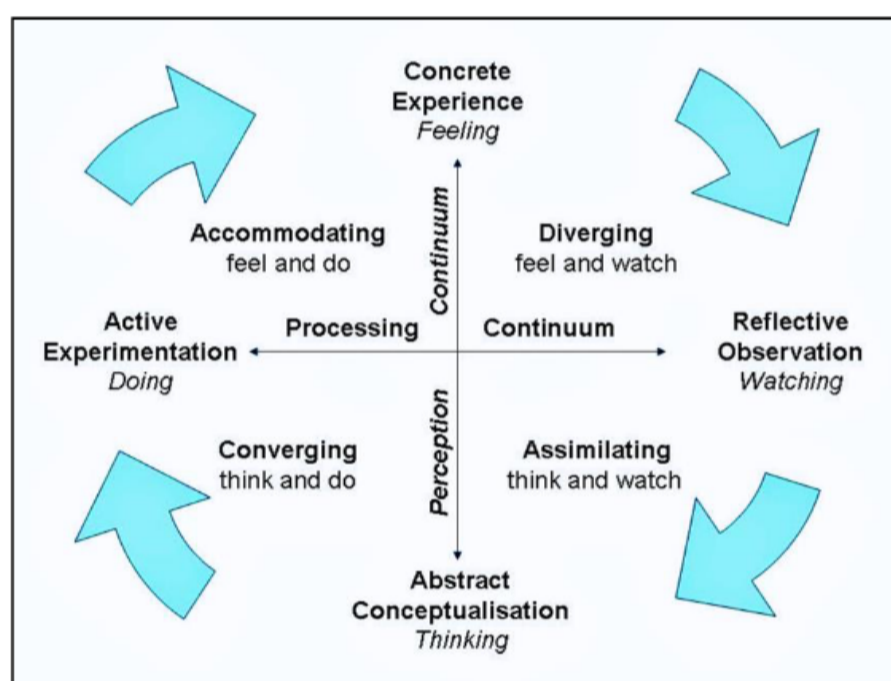 Concrete
Experience
Feeling
Accommodating
feel and do
Continuum
Diverging
feel and watch
Active
Experimentation
Doing
Processing
Continuum
Reflective
Observation
Watching
Converging
think and do
Perception
Assimilating
think and watch
Abstract
Conceptualisation
Thinking